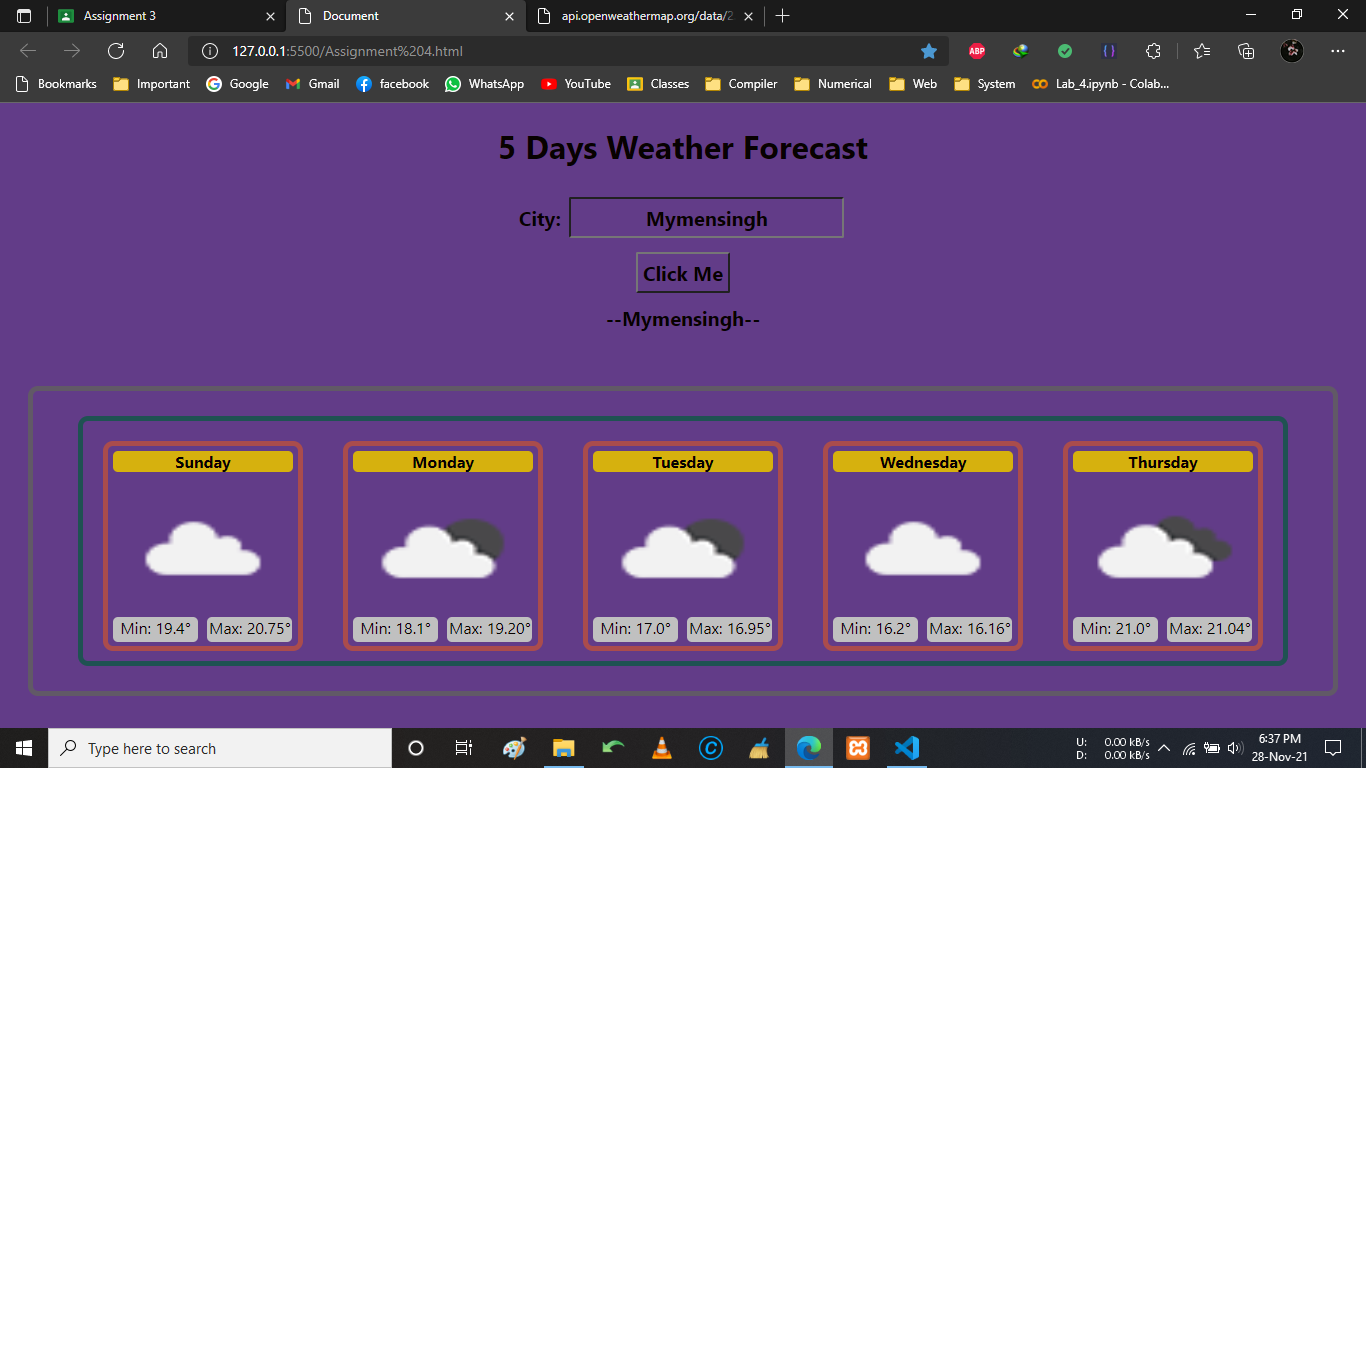 Assignment 3
Document
api.openweathermap.org/data/2
127.0.0.1:5500/Assignment%204.html
ABP
Bookmarks Important Google Gmail facebook WhatsApp YouTube Classes Compiler Numerical Web System Lab_4.ipynb - Colab...
5 Days Weather Forecast
City: Mymensingh
Click Me
--Mymensingh--
Sunday Monday Tuesday Wednesday Thursday
Min: 19.4° Max: 20.75° Min: 18.1° Max: 19.20° Min: 17.0° Max: 16.95° Min: 16.2° Max: 16.16° Min: 21.0° Max: 21.04°
Type here to search
U: 0.00 kB/s
D: 0.00 kB/s
6:37 PM
28-Nov-21